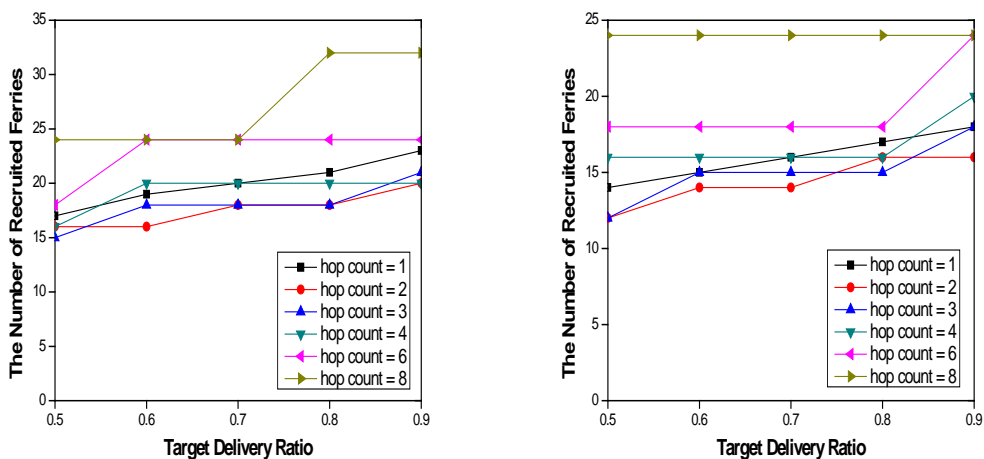 The Number of Recruited Ferries
35
30
25
20
15
10
5
0
0.5 0.6 0.7 0.8 0.9
Target Delivery Ratio
hop count = 1
hop count = 2
hop count = 3
hop count = 4
hop count = 6
hop count = 8
The Number of Recruited Ferries
25
20
15
10
5
0
0.5 0.6 0.7 0.8 0.9
Target Delivery Ratio
hop count = 1
hop count = 2
hop count = 3
hop count = 4
hop count = 6
hop count = 8